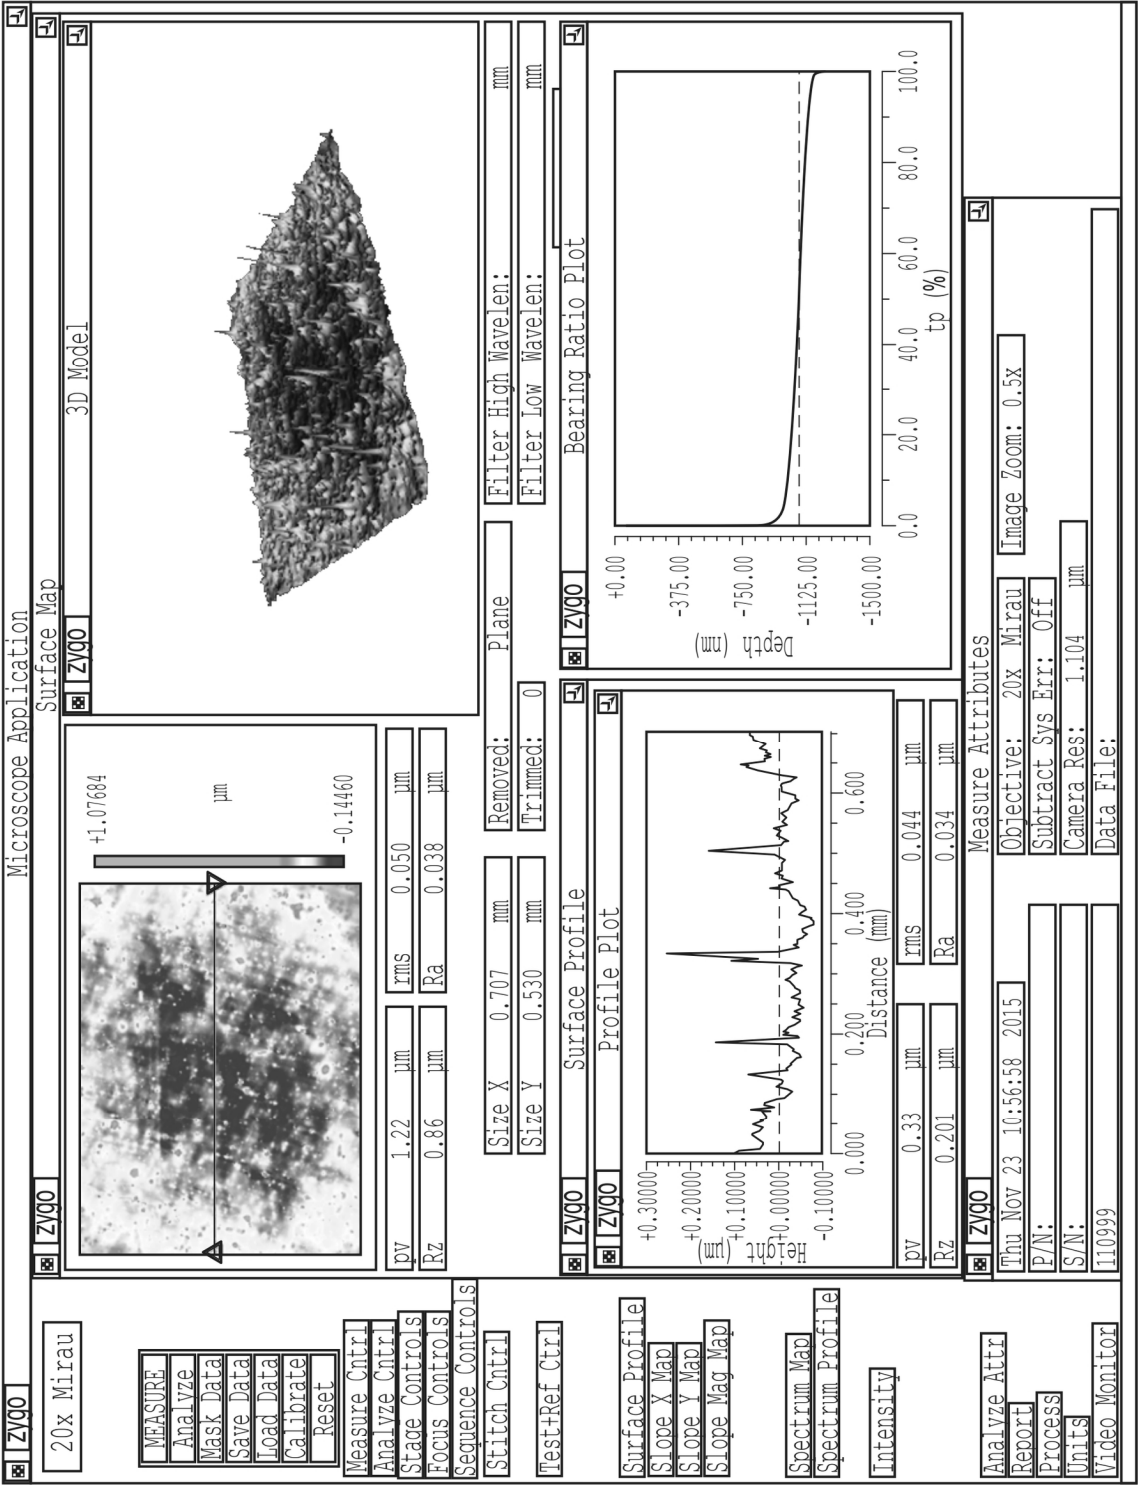 zygo Microscope Application
20x Mirau
MEASURE
Analyze
Mask Data
Save Data
Load Data
Calibrate
Reset
Measure Cntrl
Analyze Cntrl
Stage Controls
Focus Controls
Sequence Controls
Stitch Cntrl
Test+Ref Ctrl
Surface Profile
Slope X Map
Slope Y Map
Slope Mag Map
Spectrum Map
Spectrum Profile
Intensity
Analyze Attr
Report
Process
Units
Video Monitor
zygo Surface Map
+1.07684
µm
-0.14460
pv 1.22 µm
rms 0.050 µm
Rz 0.86 µm
Ra 0.038 µm
Size X 0.707 mm
Size Y 0.530 mm
zygo 3D Model
Removed: Plane
Trimmed: 0
Filter High Wavelen: mm
Filter Low Wavelen: mm
zygo Surface Profile
zygo Profile Plot
+0.30000
+0.20000
+0.10000
+0.00000
-0.10000
Height (µm)
0.000 0.200 0.400 0.600
Distance (mm)
pv 0.33 µm
rms 0.044 µm
Rz 0.201 µm
Ra 0.034 µm
zygo Bearing Ratio Plot
+0.00
-375.00
-750.00
-1125.00
-1500.00
Depth (nm)
0.0 20.0 40.0 60.0 80.0 100.0
tp (%)
zygo Measure Attributes
Thu Nov 23 10:56:58 2015
P/N:
S/N:
110999
Objective: 20x Mirau
Image Zoom: 0.5x
Subtract Sys Err: Off
Camera Res: 1.104 µm
Data File: